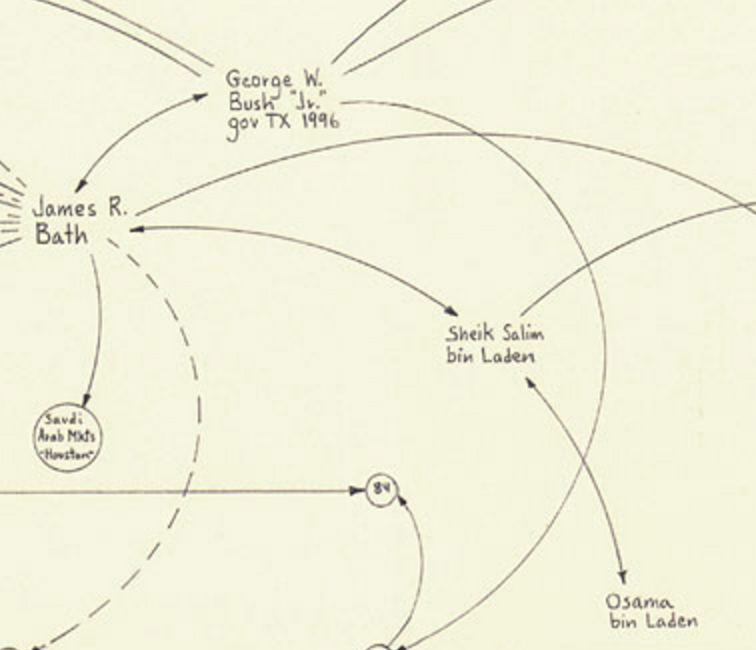 George W.
Bush "Jr."
gov TX 1996
James R.
Bath
Sheik Salim
bin Laden
Saudi
Arab Mkts
"Houston"
84
Osama
bin Laden